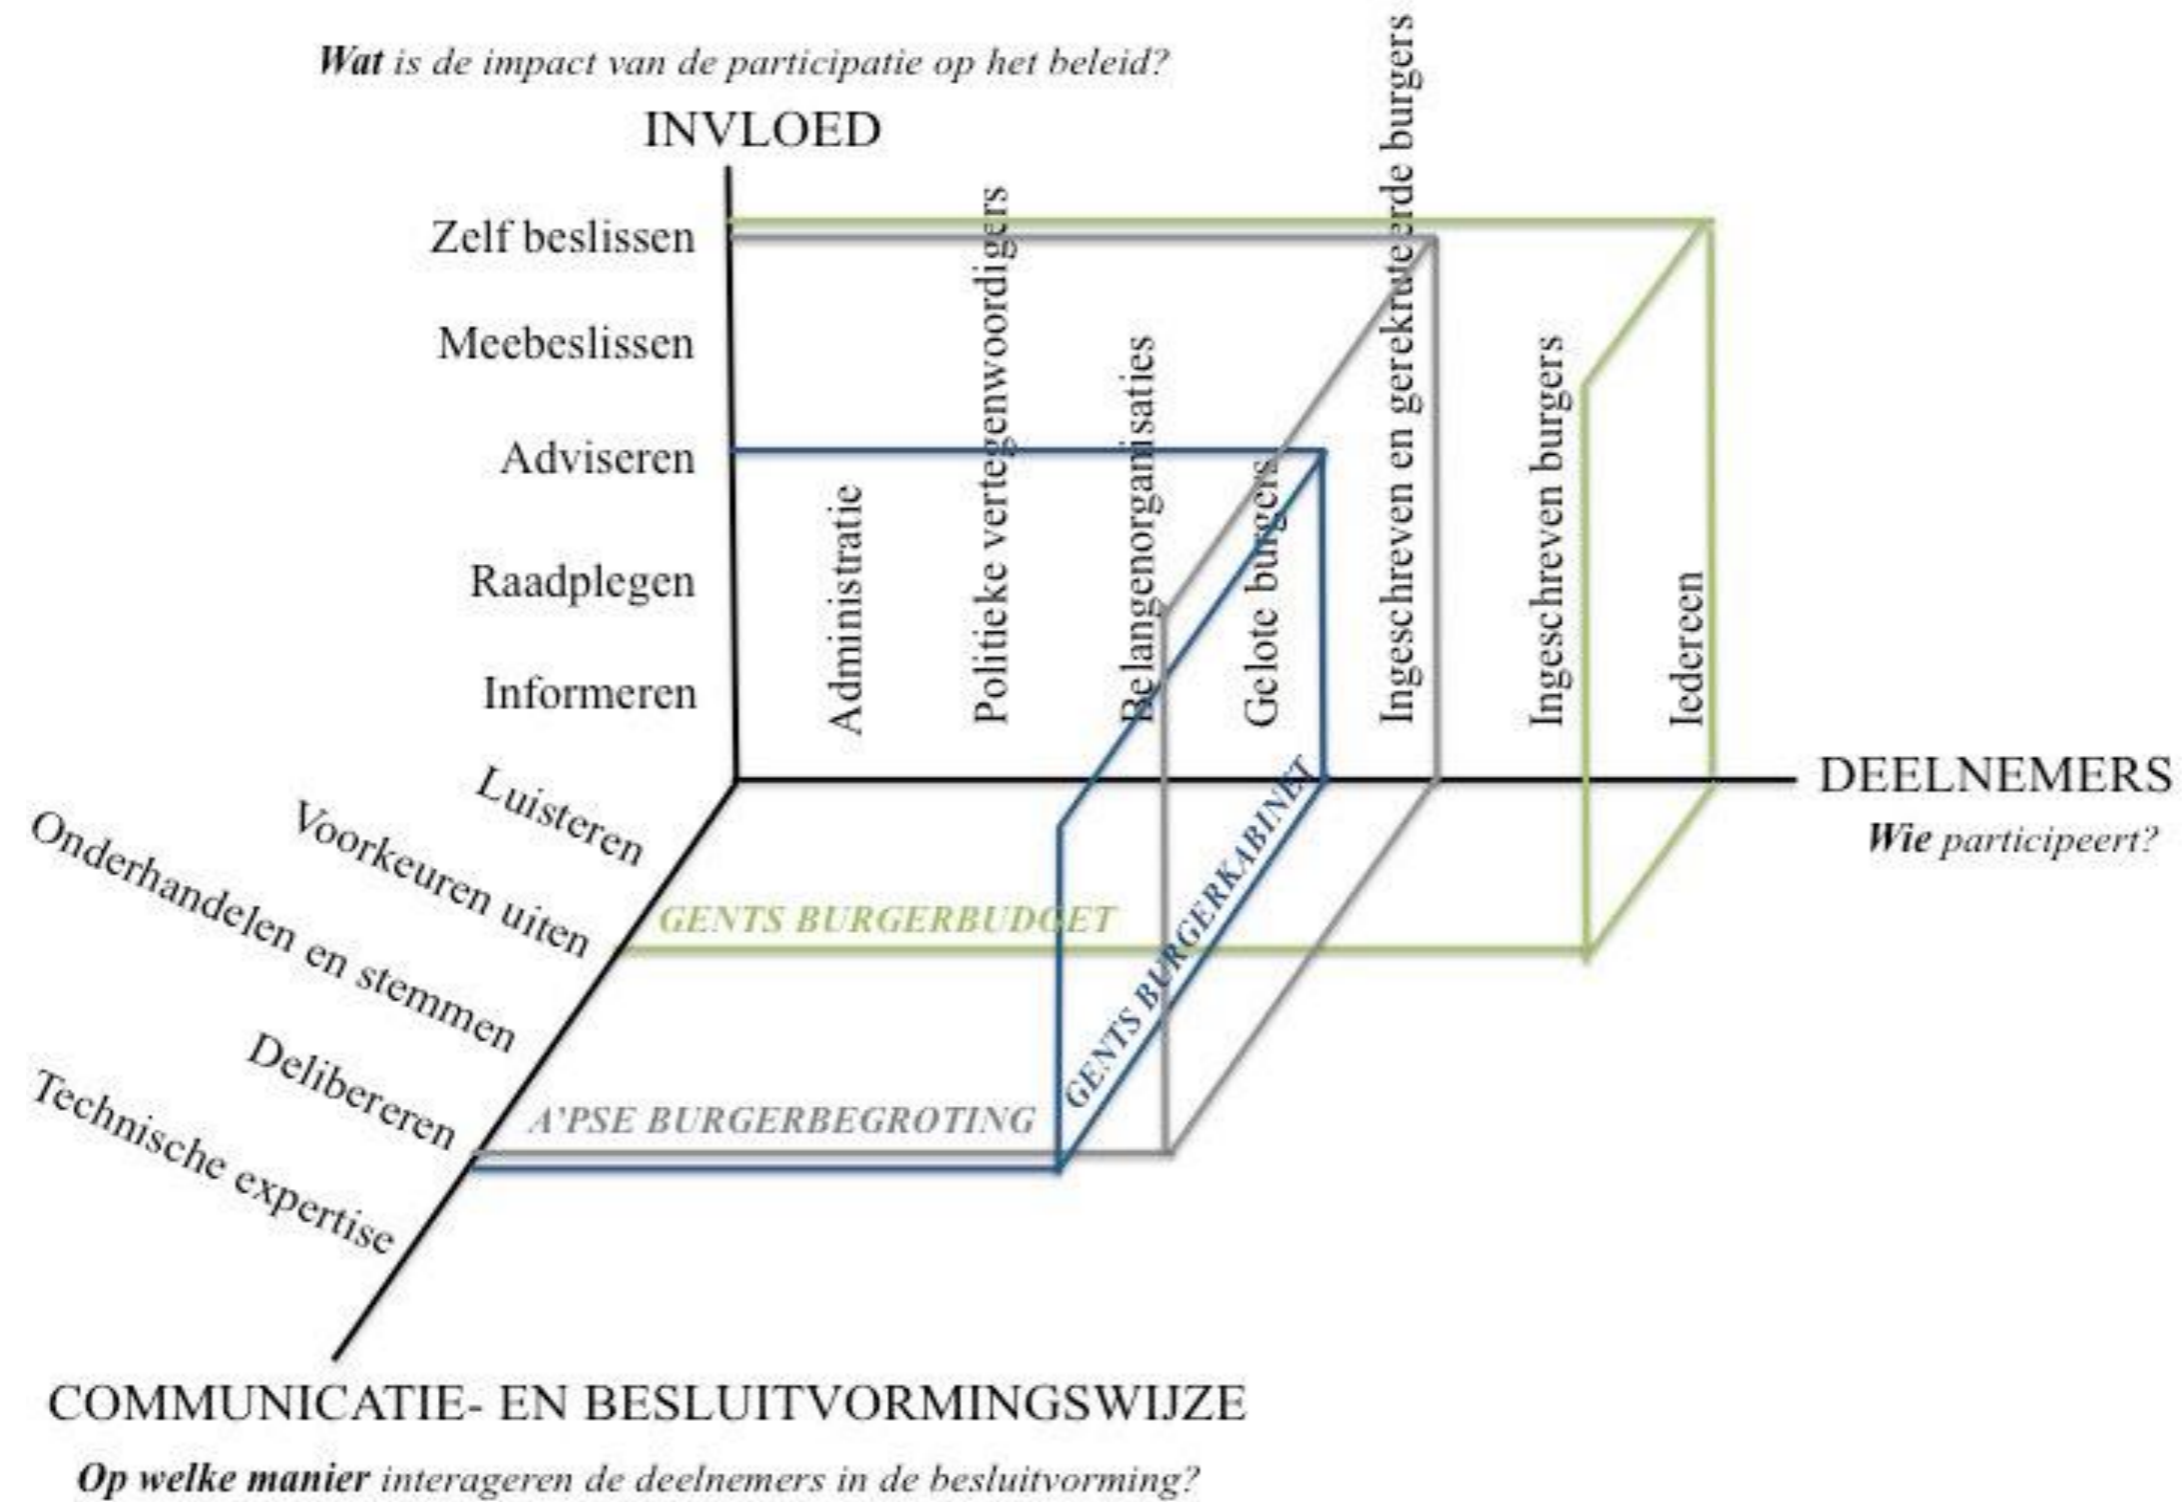 Wat is de impact van de participatie op het beleid?
INVLOED
Zelf beslissen
Meebeslissen
Adviseren
Raadplegen
Informeren
Administratie
Politieke vertegenwoordigers
Belangenorganisaties
Gelote burgers
Ingeschreven en gerekruteerde burgers
Ingeschreven burgers
Iedereen
DEELNEMERS
Wie participeert?
Luisteren
Voorkeuren uiten
Onderhandelen en stemmen
Delibereren
Technische expertise
GENTS BURGERBUDGET
GENTS BURGERKABINET
A'PSE BURGERBEGROTING
COMMUNICATIE- EN BESLUITVORMINGSWIJZE
Op welke manier interageren de deelnemers in de besluitvorming?